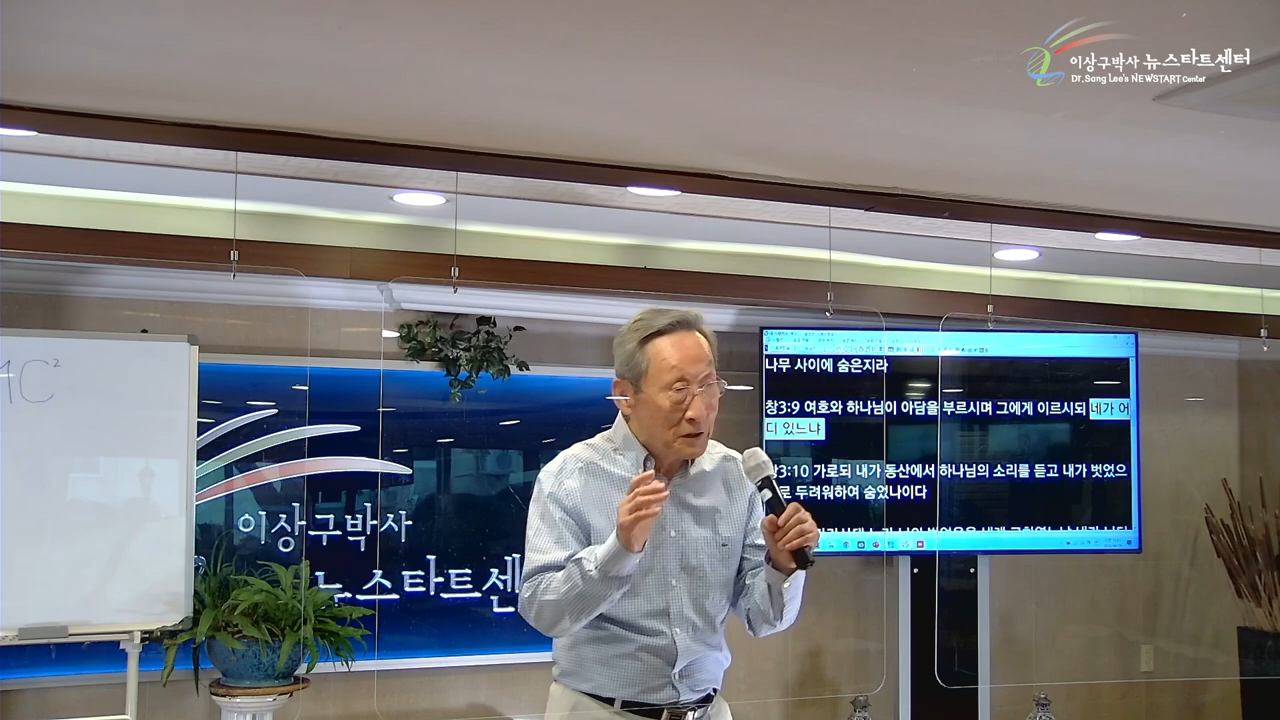 이상구박사 뉴스타트센터
Dr. Sang Lee's NEWSTART Center
MC²
나무 사이에 숨은지라
창3:9 여호와 하나님이 아담을 부르시며 그에게 이르시되 네가 어
디 있느냐
창3:10 가로되 내가 동산에서 하나님의 소리를 듣고 내가 벗었으
로 두려워하여 숨었나이다
이상구박사
뉴스타트센